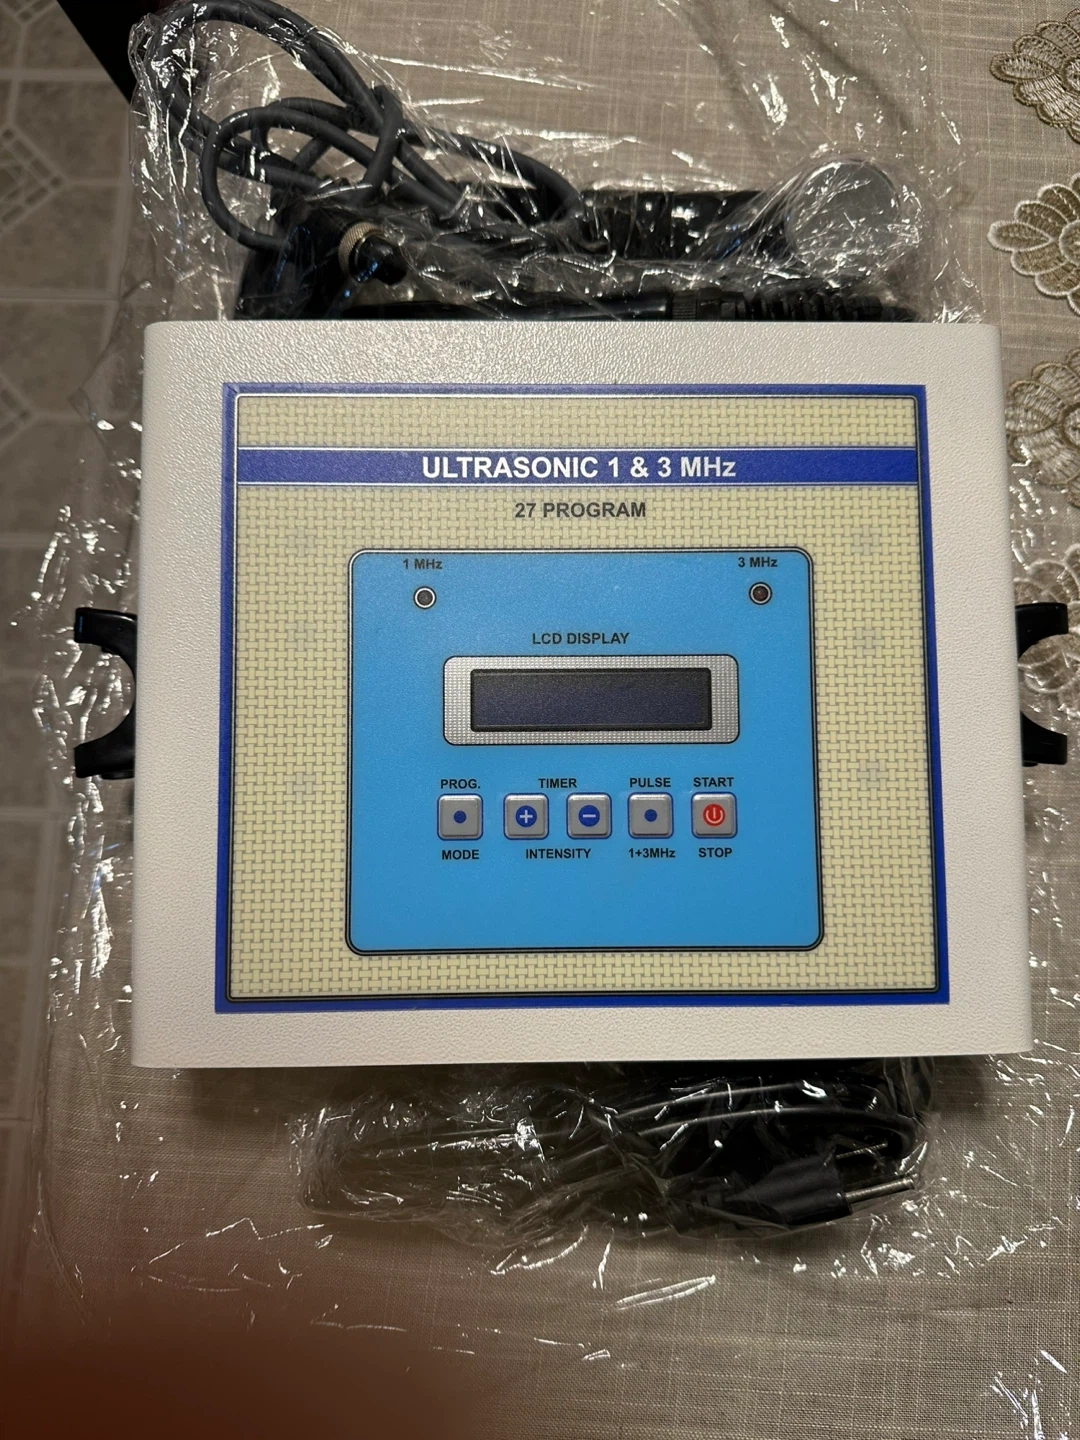 ULTRASONIC 1 & 3 MHz
27 PROGRAM
1 MHz 3 MHz
LCD DISPLAY
PROG. TIMER PULSE START
MODE INTENSITY 1+3MHz STOP